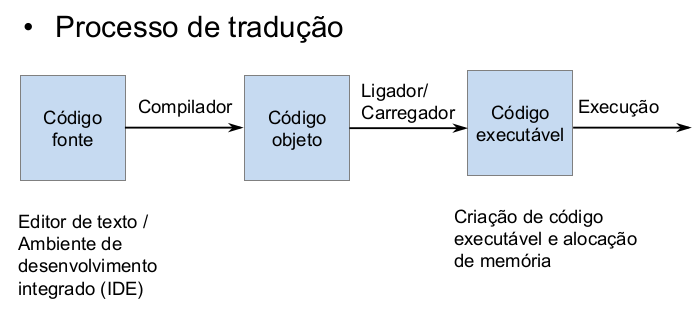 • Processo de tradução
Código
fonte
Compilador
Código
objeto
Ligador/
Carregador
Código
executável
Execução
Editor de texto /
Ambiente de
desenvolvimento
integrado (IDE)
Criação de código
executável e alocação
de memória